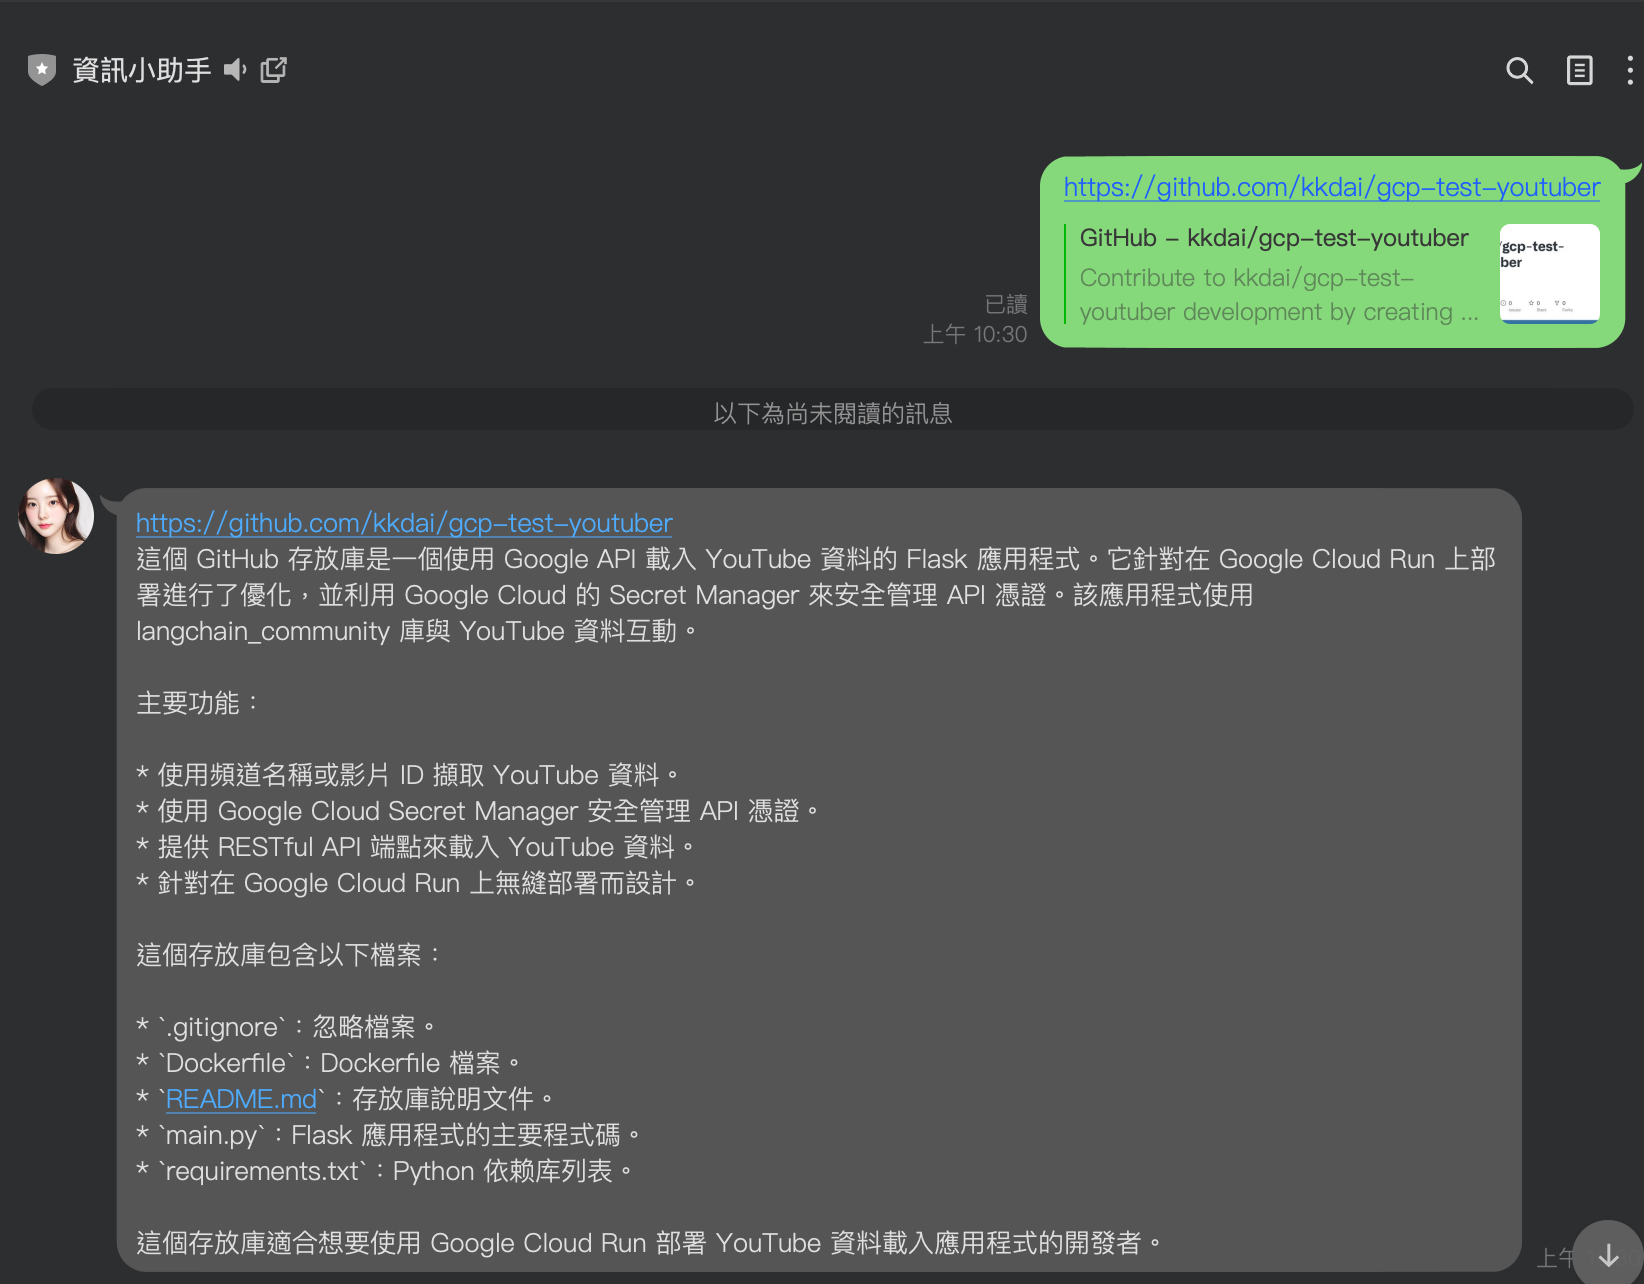 資訊小助手
https://github.com/kkdai/gcp-test-youtuber
GitHub - kkdai/gcp-test-youtuber
Contribute to kkdai/gcp-test-
youtuber development by creating ...
/gcp-test-
ber
已讀
上午 10:30
以下為尚未閱讀的訊息
https://github.com/kkdai/gcp-test-youtuber
這個 GitHub 存放庫是一個使用 Google API 載入 YouTube 資料的 Flask 應用程式。它針對在 Google Cloud Run 上部
署進行了優化，並利用 Google Cloud 的 Secret Manager 來安全管理 API 憑證。該應用程式使用
langchain_community 庫與 YouTube 資料互動。
主要功能：
* 使用頻道名稱或影片 ID 擷取 YouTube 資料。
* 使用 Google Cloud Secret Manager 安全管理 API 憑證。
* 提供 RESTful API 端點來載入 YouTube 資料。
* 針對在 Google Cloud Run 上無縫部署而設計。
這個存放庫包含以下檔案：
* `.gitignore`：忽略檔案。
* `Dockerfile`：Dockerfile 檔案。
* `README.md`：存放庫說明文件。
* `main.py`：Flask 應用程式的主要程式碼。
* `requirements.txt`：Python 依赖库列表。
這個存放庫適合想要使用 Google Cloud Run 部署 YouTube 資料載入應用程式的開發者。
上午